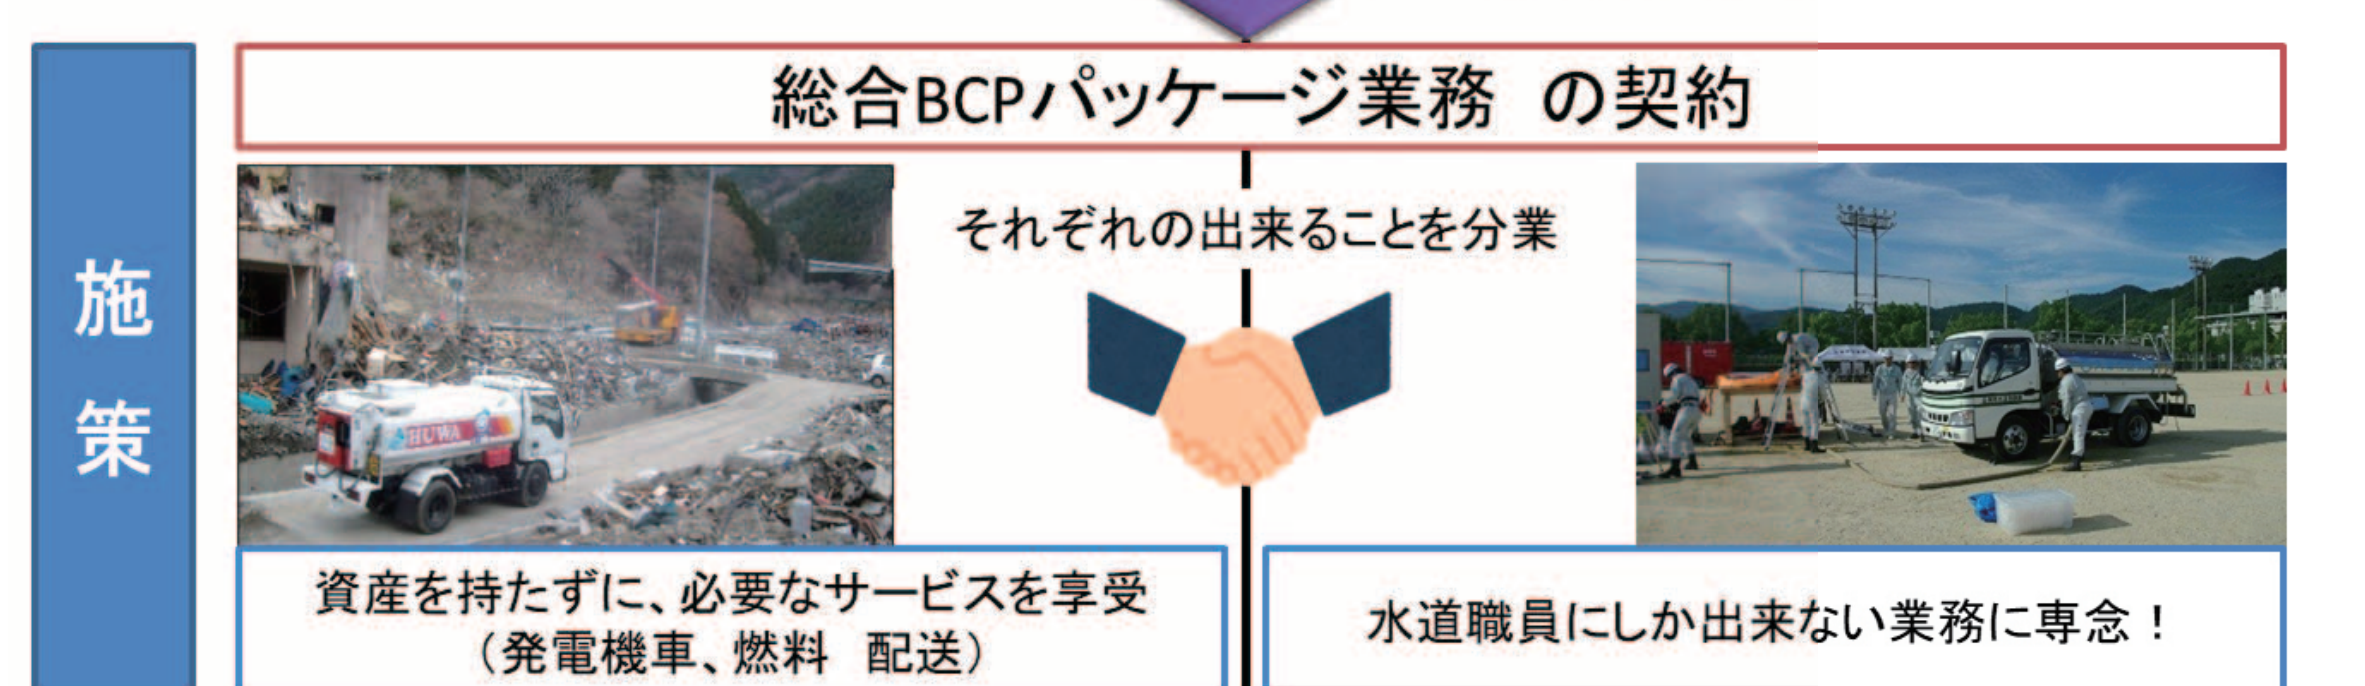 施策
総合BCPパッケージ業務　の契約
それぞれの出来ることを分業
HUWA
資産を持たずに、必要なサービスを享受
（発電機車、燃料　配送）
水道職員にしか出来ない業務に専念！